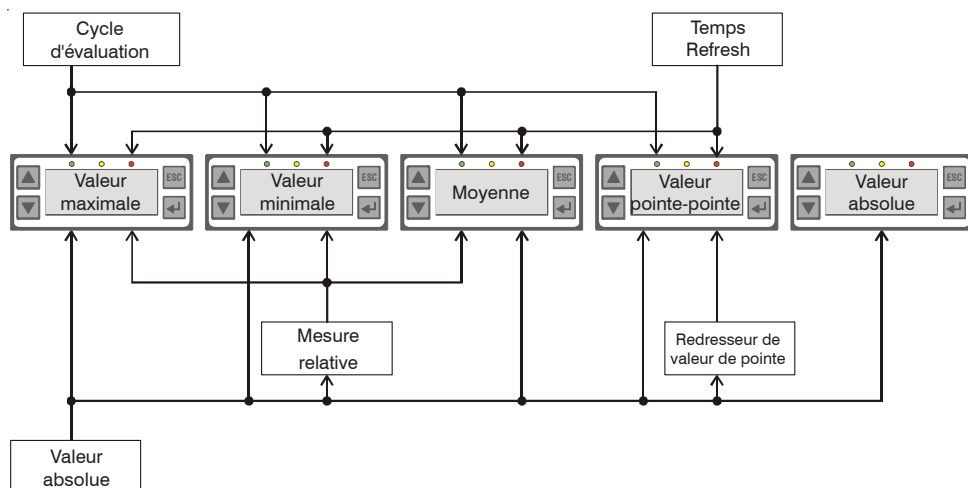 Cycle
d'évaluation
Temps
Refresh
Valeur
maximale
ESC
Valeur
minimale
ESC
Moyenne
ESC
Valeur
pointe-pointe
ESC
Valeur
absolue
ESC
Mesure
relative
Redresseur de
valeur de pointe
Valeur
absolue